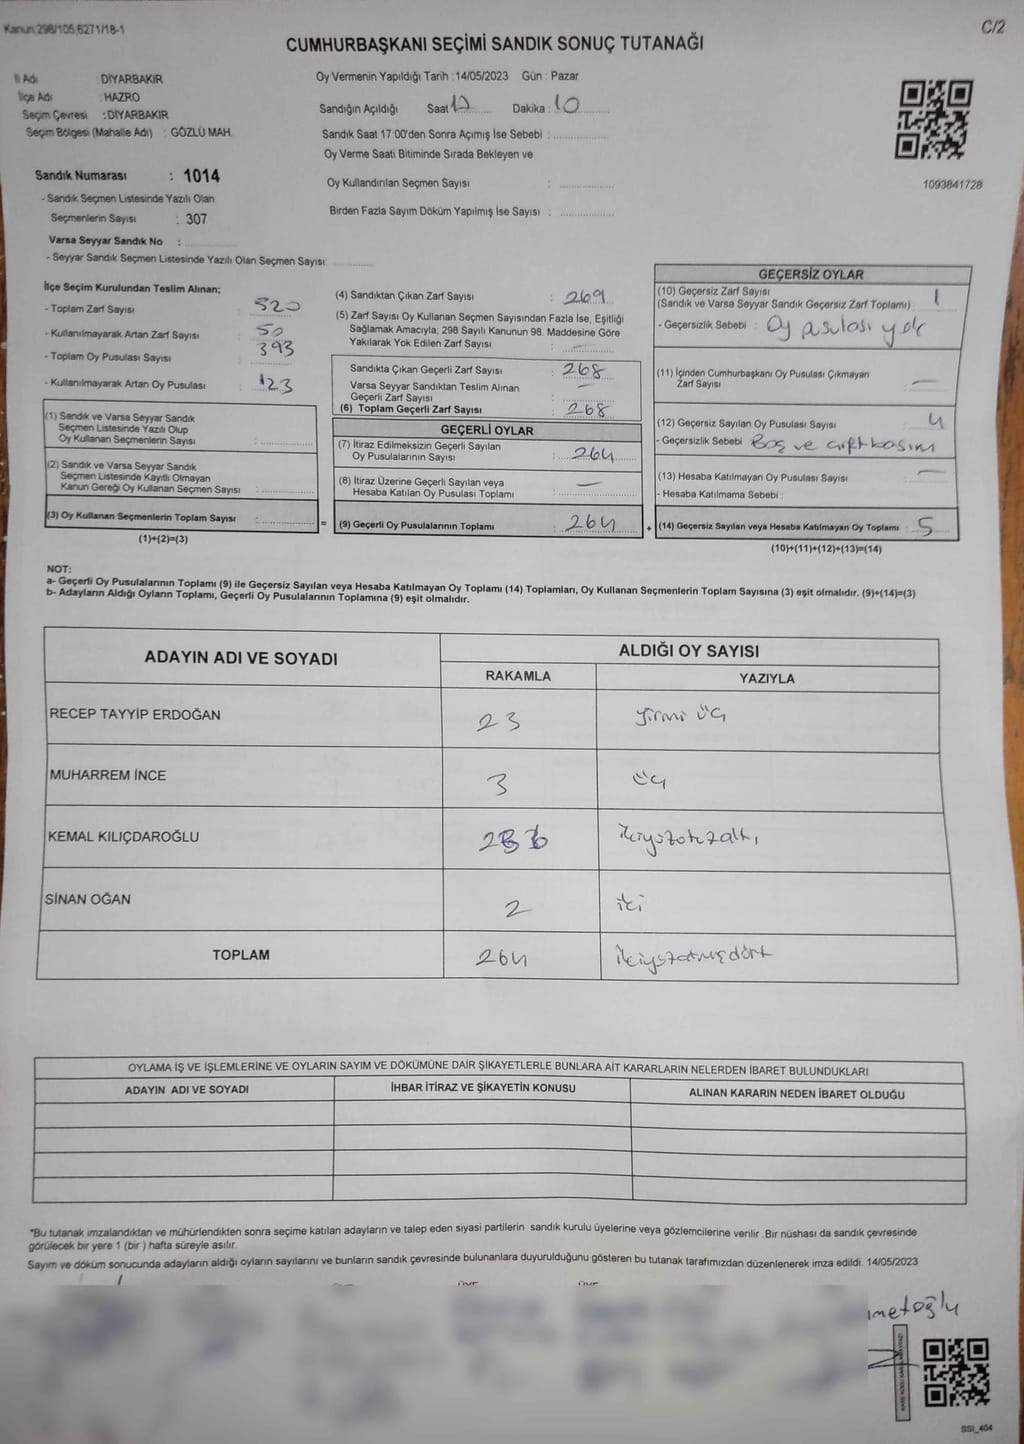 Kanun:298/105,6271/18-1
C/2
CUMHURBAŞKANI SEÇİMİ SANDIK SONUÇ TUTANAĞI
İl Adı : DİYARBAKIR
İlçe Adı : HAZRO
Seçim Çevresi : DİYARBAKIR
Seçim Bölgesi (Mahalle Adı) : GÖZLÜ MAH.
Oy Vermenin Yapıldığı Tarih :14/05/2023 Gün : Pazar
Sandığın Açıldığı Saat 17 Dakika : 10
Sandık Saat 17:00'den Sonra Açımış İse Sebebi :
Oy Verme Saati Bitiminde Sırada Bekleyen ve
Oy Kullandırılan Seçmen Sayısı :
Birden Fazla Sayım Döküm Yapılmış İse Sayısı :
1093841728
Sandık Numarası : 1014
- Sandık Seçmen Listesinde Yazılı Olan
Seçmenlerin Sayısı : 307
Varsa Seyyar Sandık No :
- Seyyar Sandık Seçmen Listesinde Yazılı Olan Seçmen Sayısı:
İlçe Seçim Kurulundan Teslim Alınan;
- Toplam Zarf Sayısı : 320
- Kullanılmayarak Artan Zarf Sayısı : 50
- Toplam Oy Pusulası Sayısı : 393
- Kullanılmayarak Artan Oy Pusulası : 123
(1) Sandık ve Varsa Seyyar Sandık
Seçmen Listesinde Yazılı Olup
Oy Kullanan Seçmenlerin Sayısı :
(2) Sandık ve Varsa Seyyar Sandık
Seçmen Listesinde Kayıtlı Olmayan
Kanun Gereği Oy Kullanan Seçmen Sayısı :
(3) Oy Kullanan Seçmenlerin Toplam Sayısı :
(1)+(2)=(3)
=
(4) Sandıktan Çıkan Zarf Sayısı : 269
(5) Zarf Sayısı Oy Kullanan Seçmen Sayısından Fazla İse, Eşitliği
Sağlamak Amacıyla; 298 Sayılı Kanunun 98. Maddesine Göre
Yakılarak Yok Edilen Zarf Sayısı : —
Sandıkta Çıkan Geçerli Zarf Sayısı : 268
Varsa Seyyar Sandıktan Teslim Alınan
Geçerli Zarf Sayısı : —
(6) Toplam Geçerli Zarf Sayısı : 268
GEÇERLİ OYLAR
(7) İtiraz Edilmeksizin Geçerli Sayılan
Oy Pusulalarının Sayısı : 264
(8) İtiraz Üzerine Geçerli Sayılan veya
Hesaba Katılan Oy Pusulası Toplamı : —
(9) Geçerli Oy Pusulalarının Toplamı : 264
+
GEÇERSİZ OYLAR
(10) Geçersiz Zarf Sayısı
(Sandık ve Varsa Seyyar Sandık Geçersiz Zarf Toplamı) : 1
- Geçersizlik Sebebi : Oy pusulası yok
(11) İçinden Cumhurbaşkanı Oy Pusulası Çıkmayan
Zarf Sayısı : —
(12) Geçersiz Sayılan Oy Pusulası Sayısı : 4
- Geçersizlik Sebebi : Boş ve çift basım
(13) Hesaba Katılmayan Oy Pusulası Sayısı : —
- Hesaba Katılmama Sebebi :
(14) Geçersiz Sayılan veya Hesaba Katılmayan Oy Toplamı : 5
(10)+(11)+(12)+(13)=(14)
NOT:
a- Geçerli Oy Pusulalarının Toplamı (9) ile Geçersiz Sayılan veya Hesaba Katılmayan Oy Toplamı (14) Toplamları, Oy Kullanan Seçmenlerin Toplam Sayısına (3) eşit olmalıdır. (9)+(14)=(3)
b- Adayların Aldığı Oyların Toplamı, Geçerli Oy Pusulalarının Toplamına (9) eşit olmalıdır.
ADAYIN ADI VE SOYADI
ALDIĞI OY SAYISI
RAKAMLA YAZIYLA
RECEP TAYYİP ERDOĞAN 23 yirmi üç
MUHARREM İNCE 3 üç
KEMAL KILIÇDAROĞLU 236 ikiyüzotuzaltı
SİNAN OĞAN 2 iki
TOPLAM 264 ikiyüzatmışdört
OYLAMA İŞ VE İŞLEMLERİNE VE OYLARIN SAYIM VE DÖKÜMÜNE DAİR ŞİKAYETLERLE BUNLARA AİT KARARLARIN NELERDEN İBARET BULUNDUKLARI
ADAYIN ADI VE SOYADI İHBAR İTİRAZ VE ŞİKAYETİN KONUSU ALINAN KARARIN NEDEN İBARET OLDUĞU
*Bu tutanak imzalandıktan ve mühürlendikten sonra seçime katılan adayların ve talep eden siyasi partilerin sandık kurulu üyelerine veya gözlemcilerine verilir .Bir nüshası da sandık çevresinde
görülecek bir yere 1 (bir ) hafta süreyle asılır.
Sayım ve döküm sonucunda adayların aldığı oyların sayılarını ve bunların sandık çevresinde bulunanlara duyurulduğunu gösteren bu tutanak tarafımızdan düzenlenerek imza edildi. 14/05/2023
metoğlu
SSI_404